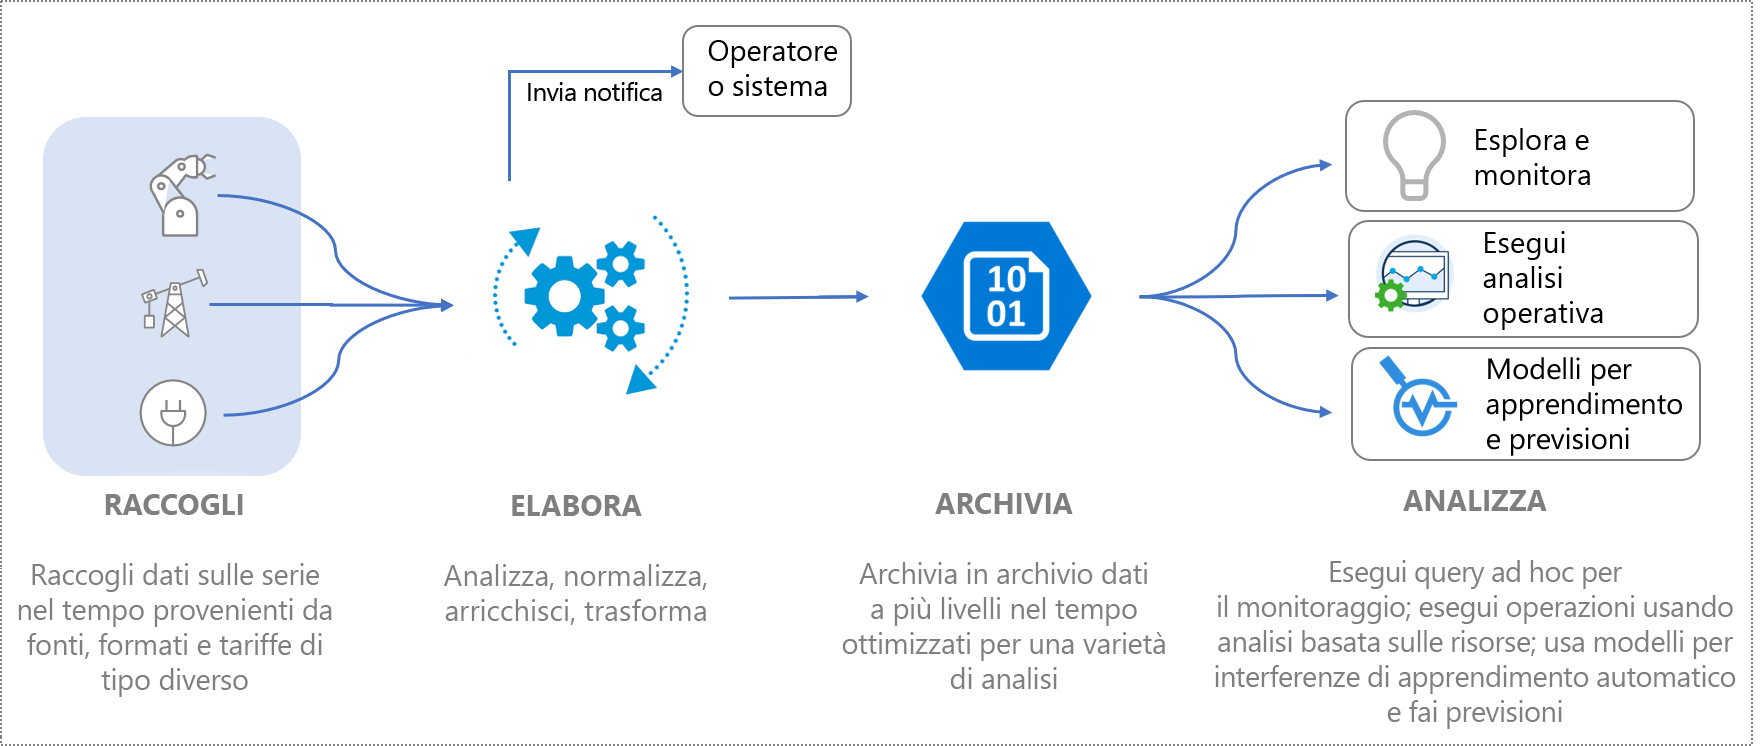 Operatore
o sistema
Invia notifica
Esplora e
monitora
10
01
Esegui
analisi
operativa
Modelli per
apprendimento
e previsioni
RACCOGLI
Raccogli dati sulle serie
nel tempo provenienti da
fonti, formati e tariffe di
tipo diverso
ELABORA
Analizza, normalizza,
arricchisci, trasforma
ARCHIVIA
Archivia in archivio dati
a più livelli nel tempo
ottimizzati per una varietà
di analisi
ANALIZZA
Esegui query ad hoc per
il monitoraggio; esegui operazioni usando
analisi basata sulle risorse; usa modelli per
interferenze di apprendimento automatico
e fai previsioni